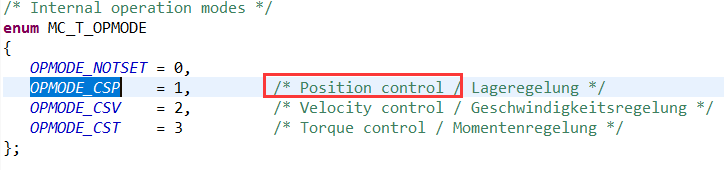 /* Internal operation modes */
enum MC_T_OPMODE
{
OPMODE_NOTSET = 0,
OPMODE_CSP = 1, /* Position control / Lageregelung */
OPMODE_CSV = 2, /* Velocity control / Geschwindigkeitsregelung */
OPMODE_CST = 3 /* Torque control / Momentenregelung */
};